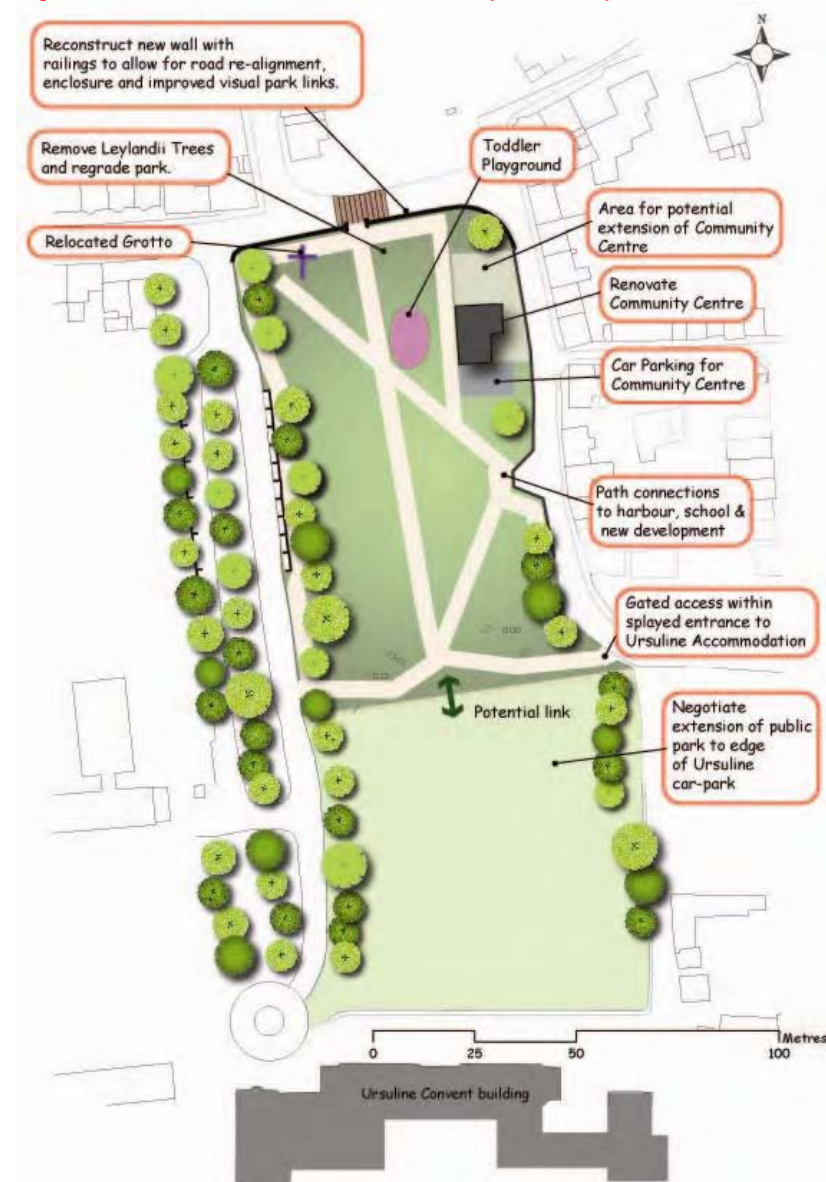 N
Reconstruct new wall with
railings to allow for road re-alignment,
enclosure and improved visual park links.
Remove Leylandii Trees
and regrade park.
Toddler
Playground
Relocated Grotto
Area for potential
extension of Community
Centre
Renovate
Community Centre
Car Parking for
Community Centre
Path connections
to harbour, school &
new development
Gated access within
splayed entrance to
Ursuline Accommodation
Potential link
Negotiate
extension of public
park to edge
of Ursuline
car-park
Metres
0 25 50 100
Ursuline Convent building